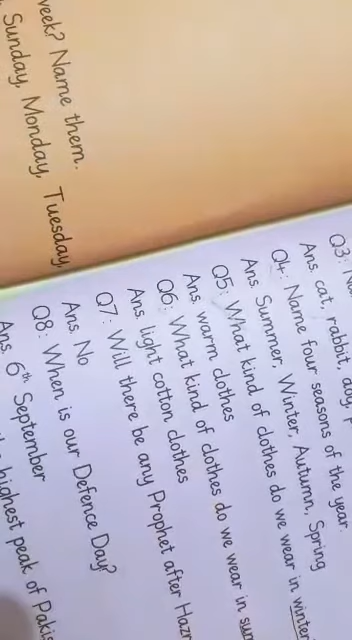 week? Name them.
Sunday, Monday, Tuesday,
Q3:
Ans. cat, rabbit, dog,
Q4: Name four seasons of the year.
Ans. Summer, Winter, Autumn, Spring
Q5: What kind of clothes do we wear in winter
Ans. warm clothes
Q6: What kind of clothes do we wear in
Ans. light cotton clothes
Q7: Will there be any Prophet after
Ans. No
Q8: When is our Defence Day?
Ans. 6th September
highest peak of